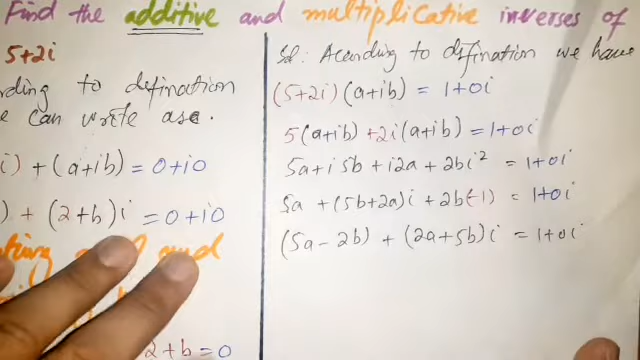 Find the additive and multiplicative inverses of
5+2i
rding to defination
e can write as.
i) + (a+ib) = 0+i0
) + (2+b)i = 0+i0
and
2+b=0
Sol: Acording to defination we have
(5+2i)(a+ib) = 1+0i
5(a+ib)+2i(a+ib)=1+0i
5a+i5b+i2a+2bi² = 1+0i
5a+(5b+2a)i+2b(-1) = 1+0i
(5a-2b)+(2a+5b)i = 1+0i